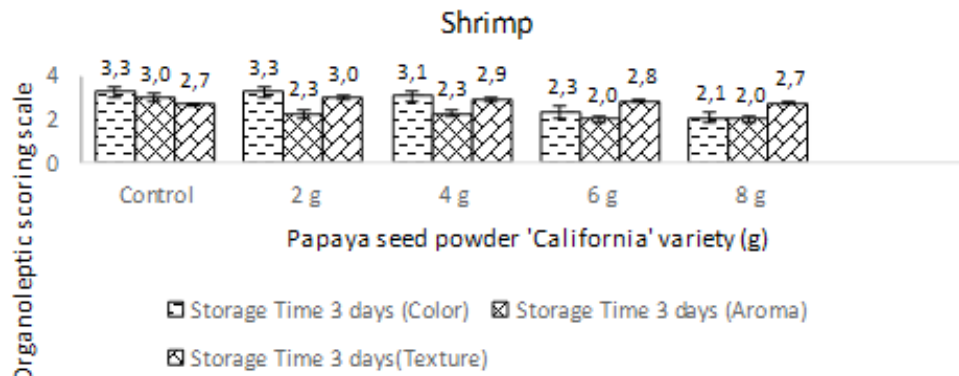 Shrimp
Organoleptic scoring scale
4
2
0
3,3 3,0 2,7 3,3 2,3 3,0 3,1 2,3 2,9 2,3 2,0 2,8 2,1 2,0 2,7
Control 2 g 4 g 6 g 8 g
Papaya seed powder 'California' variety (g)
Storage Time 3 days (Color) Storage Time 3 days (Aroma)
Storage Time 3 days(Texture)